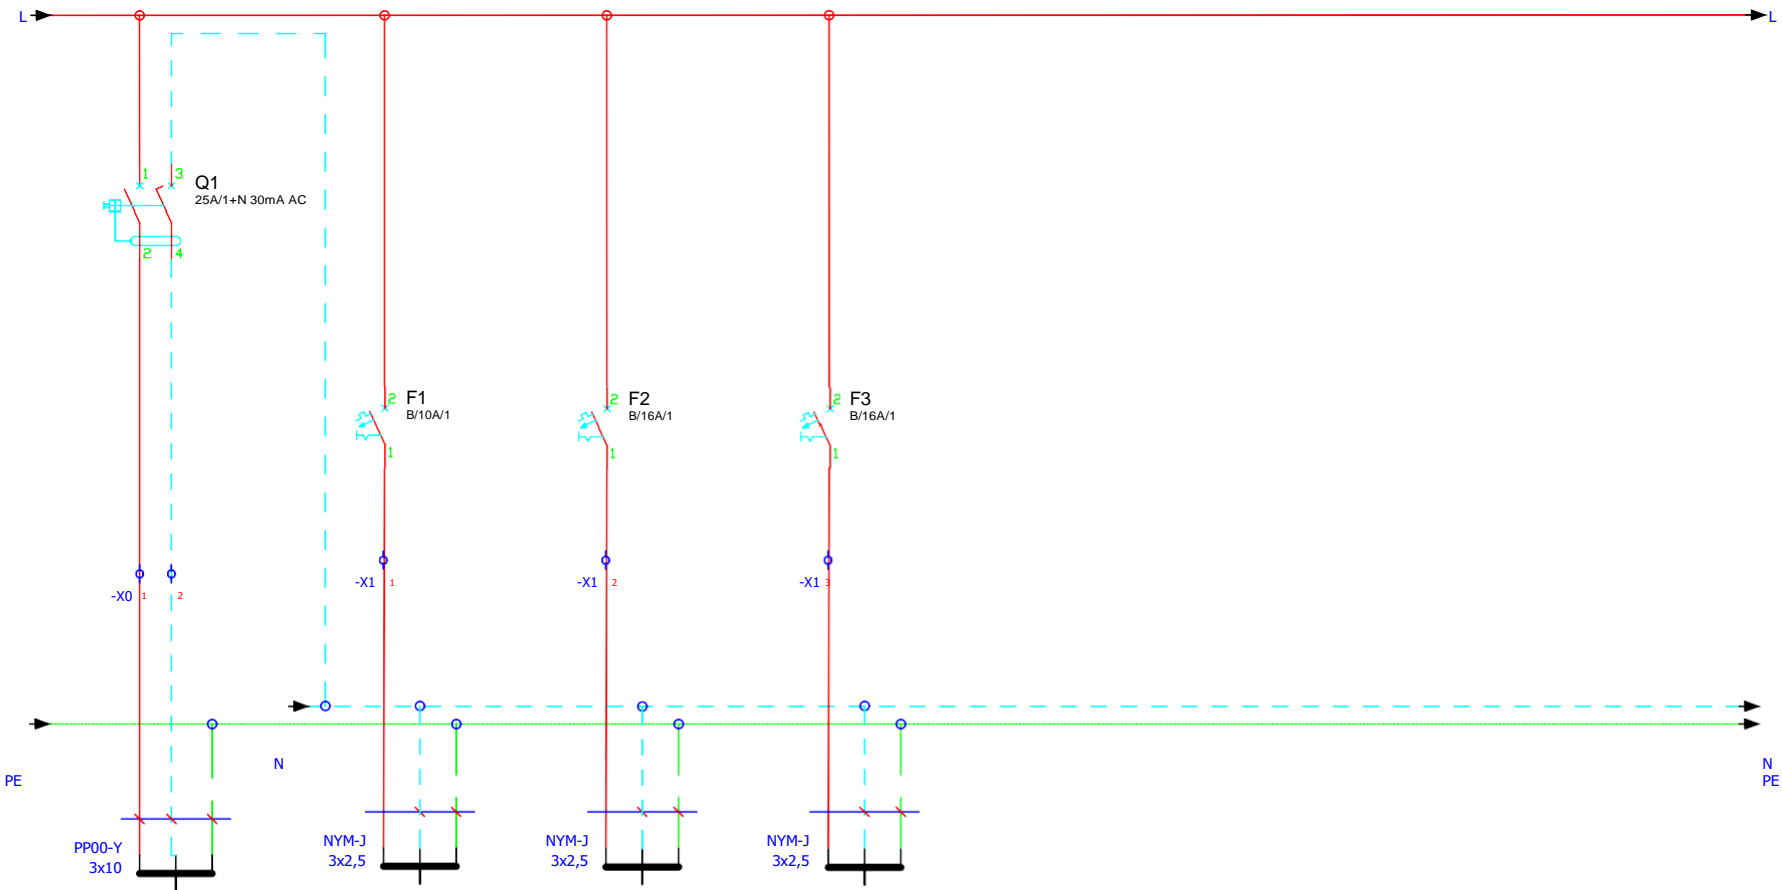 L
L
1
3
Q1
25A/1+N 30mA AC
2
4
2
F1
B/10A/1
1
2
F2
B/16A/1
1
2
F3
B/16A/1
1
-X0 1 2
-X1 1
-X1 2
-X1 3
N
PE
N
PE
PP00-Y
3x10
NYM-J
3x2,5
NYM-J
3x2,5
NYM-J
3x2,5